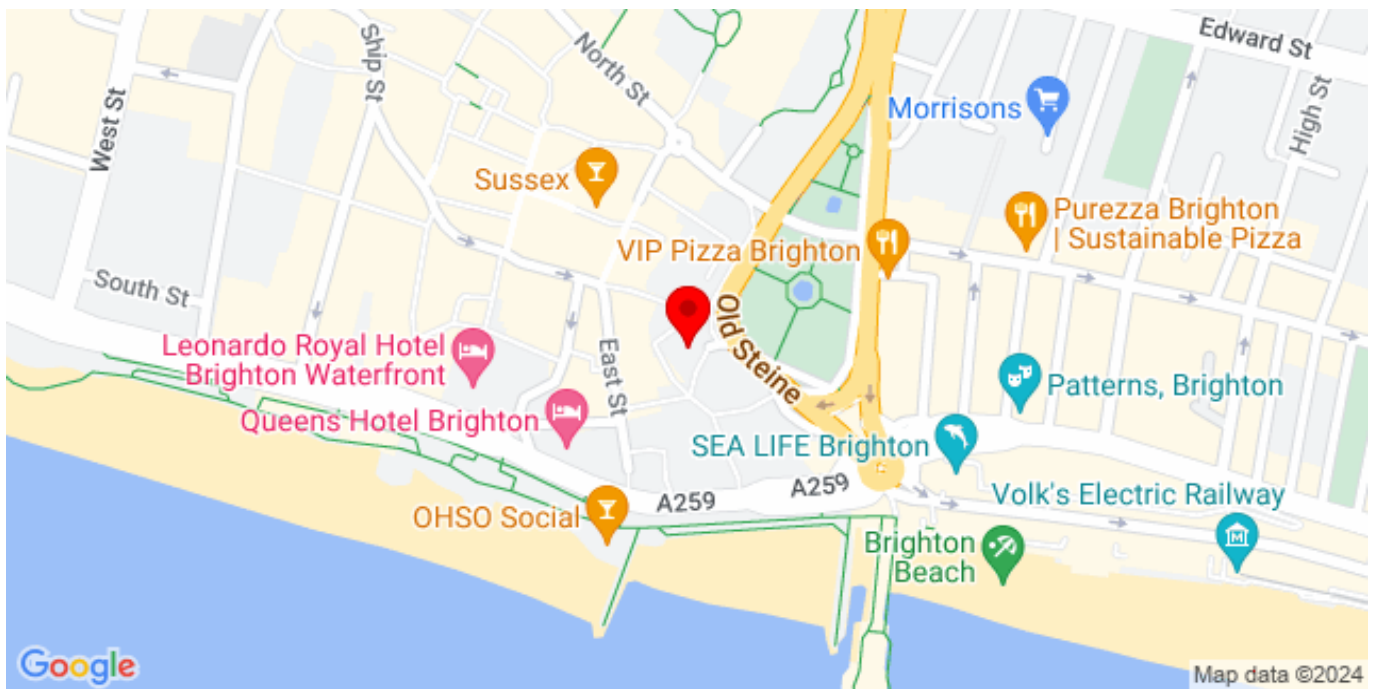 Edward St
Ship St
North St
West St
High St
Morrisons
Sussex
Purezza Brighton
| Sustainable Pizza
VIP Pizza Brighton
South St
Old Steine
Leonardo Royal Hotel
Brighton Waterfront
East St
Patterns, Brighton
Queens Hotel Brighton
SEA LIFE Brighton
A259
A259
Volk's Electric Railway
OHSO Social
Brighton
Beach
M
Google
Map data ©2024